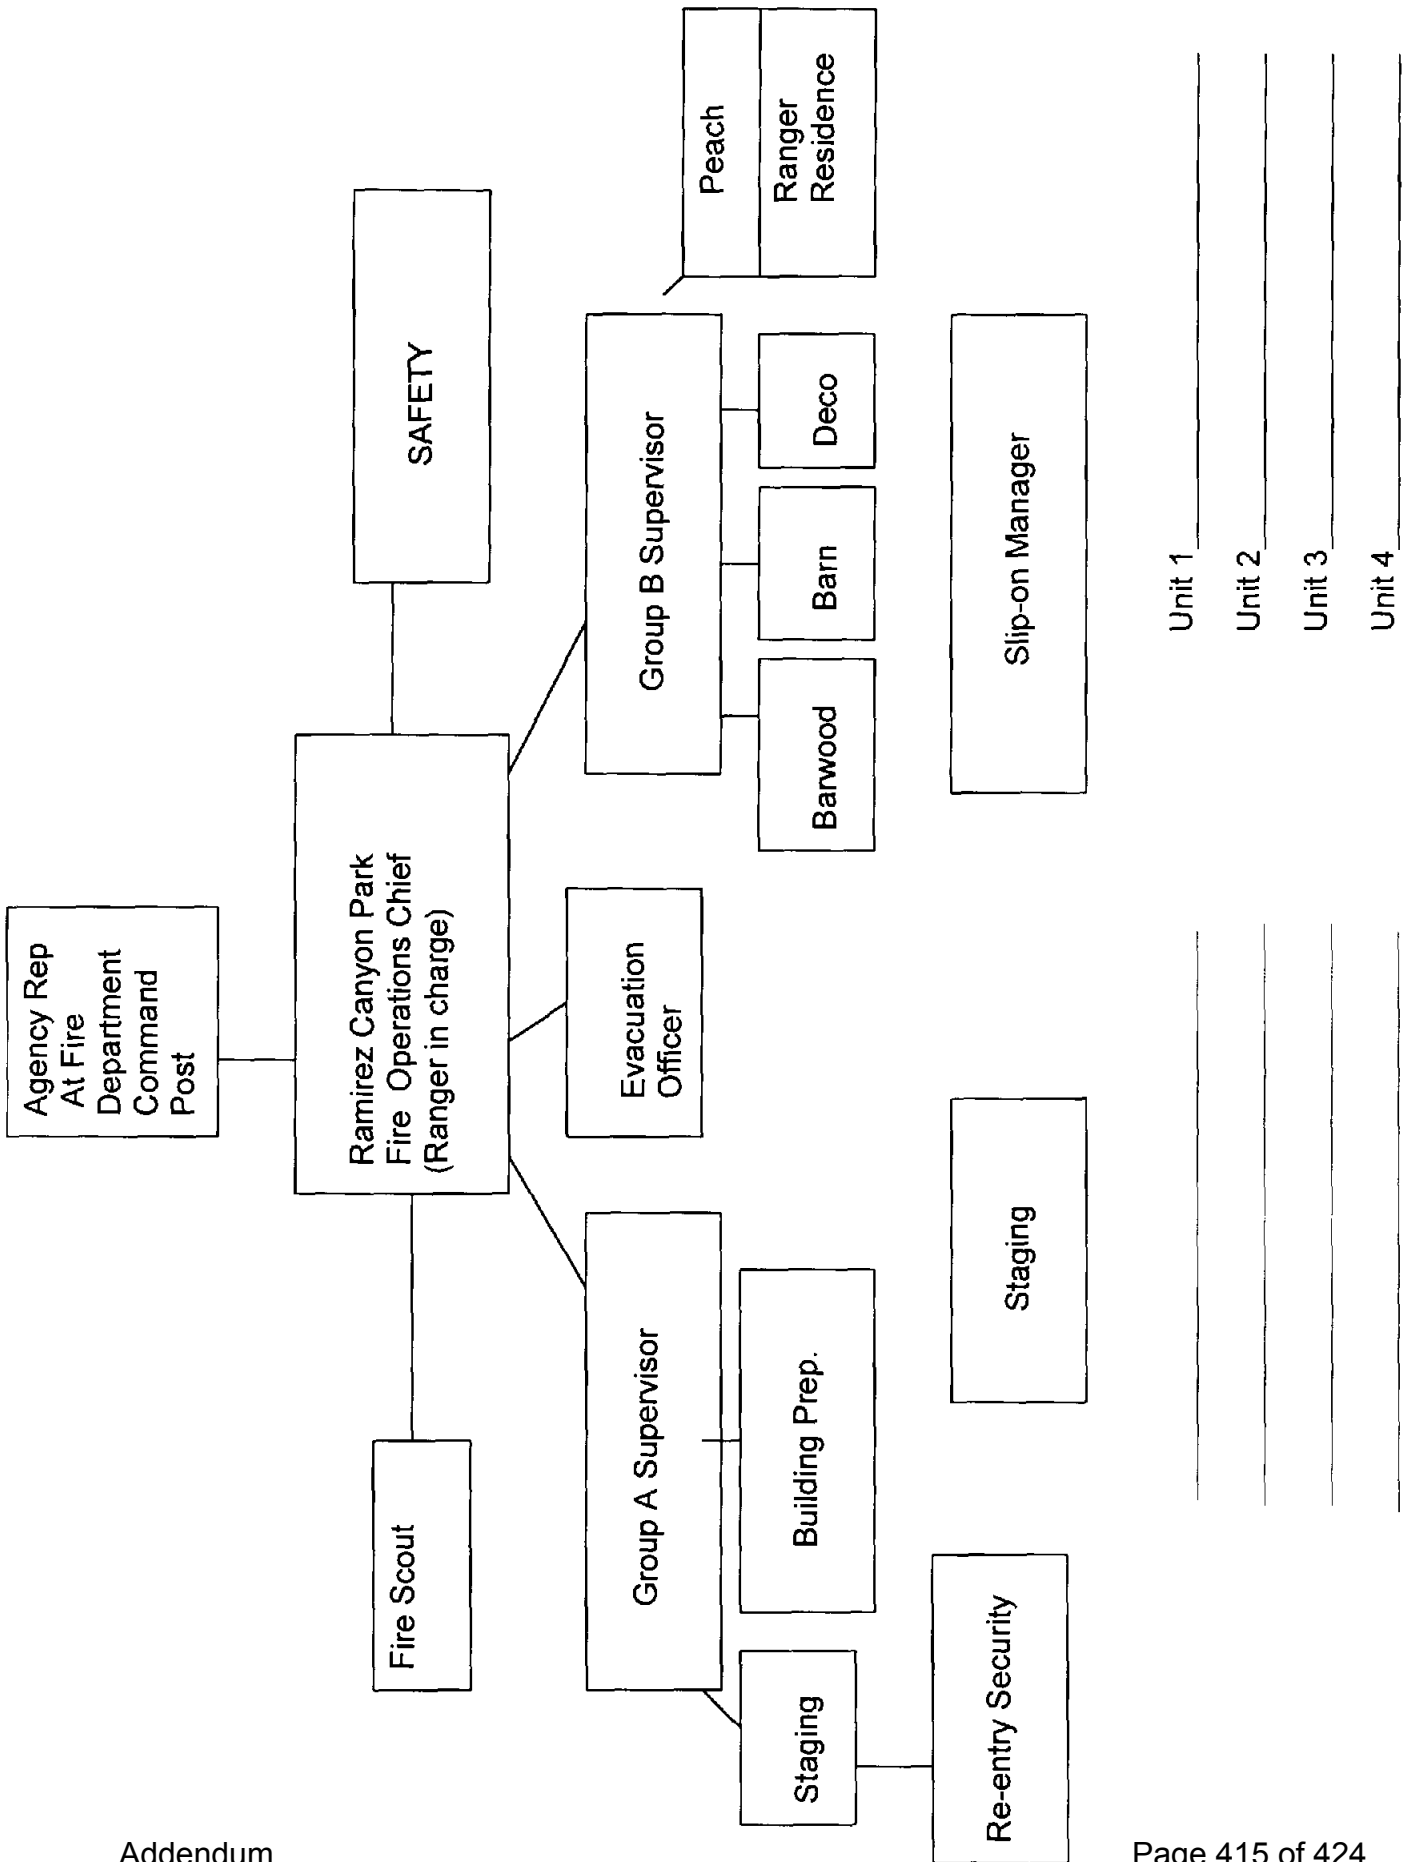 Agency Rep
At Fire
Department
Command
Post
Fire Scout
Ramirez Canyon Park
Fire Operations Chief
(Ranger in charge)
SAFETY
Group A Supervisor
Evacuation
Officer
Group B Supervisor
Peach
Ranger
Residence
Staging
Building Prep.
Barwood
Barn
Deco
Re-entry Security
Staging
Slip-on Manager
Unit 1
Unit 2
Unit 3
Unit 4
Addendum
Page 415 of 424